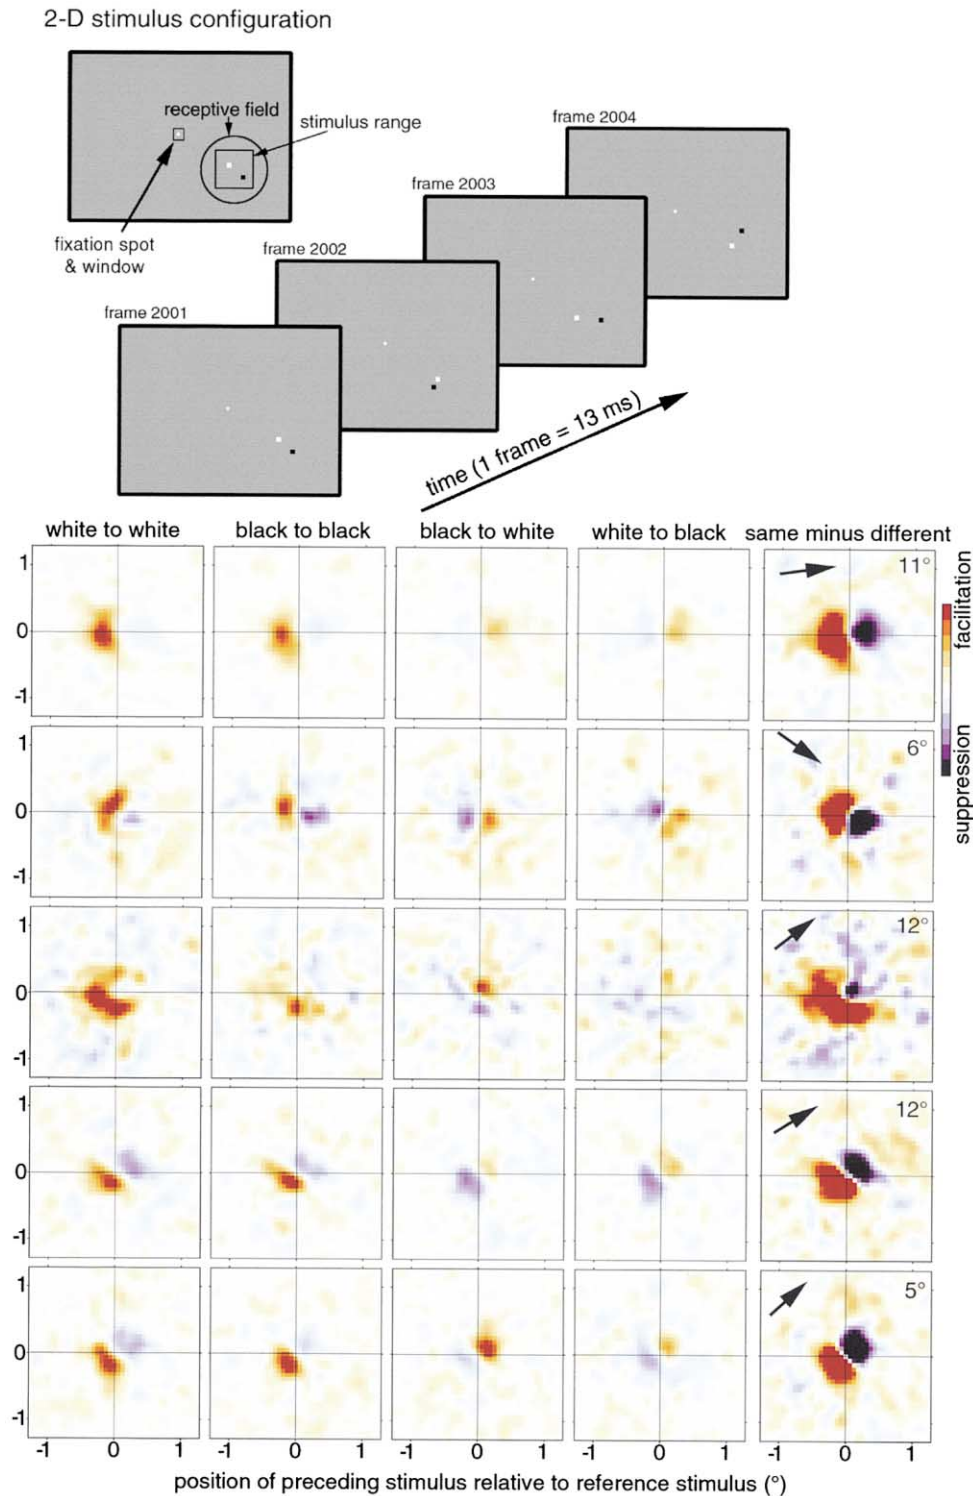 2-D stimulus configuration
receptive field
stimulus range
fixation spot
& window
frame 2001
frame 2002
frame 2003
frame 2004
time (1 frame = 13 ms)
white to white
black to black
black to white
white to black
same minus different
1
0
-1
11°
facilitation
suppression
1
0
-1
6°
1
0
-1
12°
1
0
-1
12°
1
0
-1
5°
-1 0 1 -1 0 1 -1 0 1 -1 0 1 -1 0 1
position of preceding stimulus relative to reference stimulus (°)